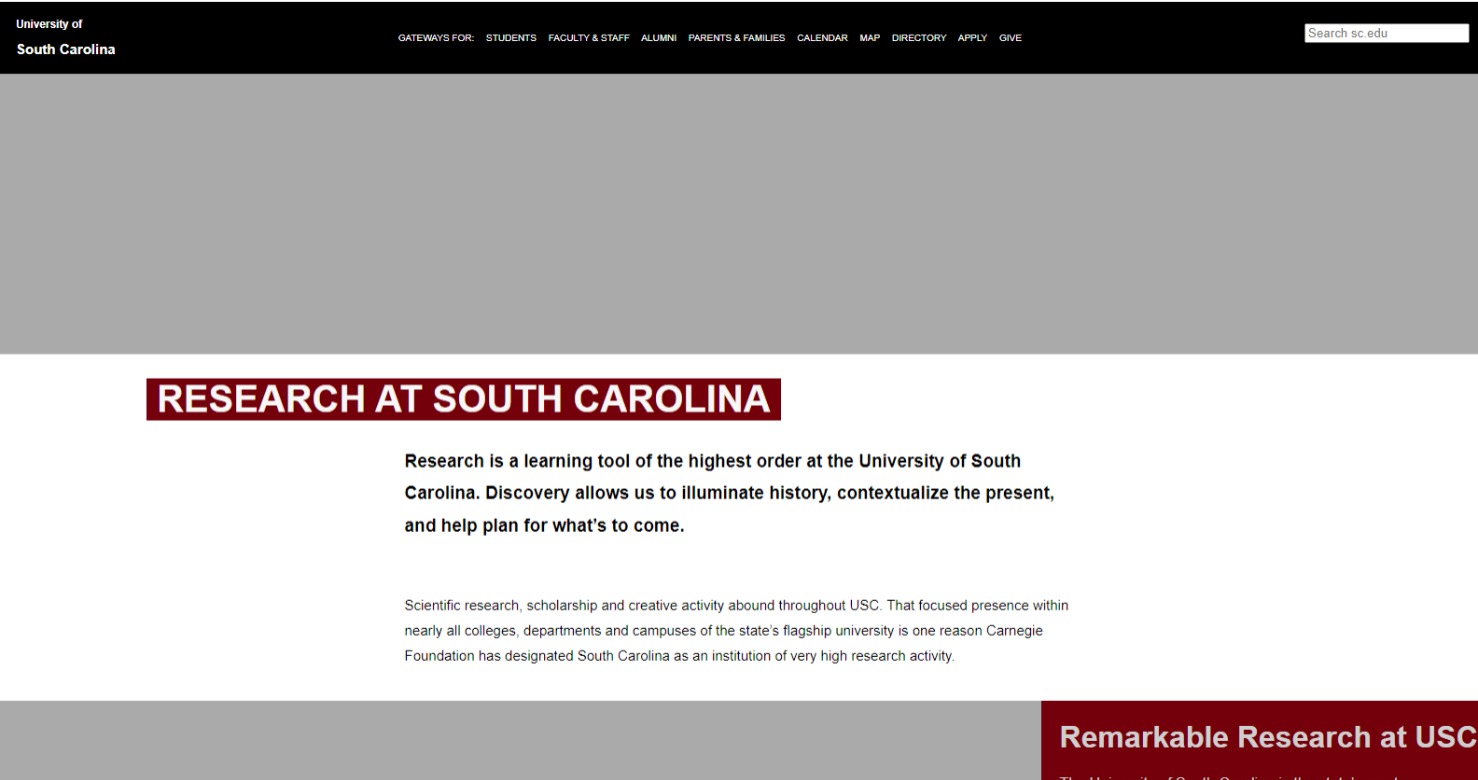 University of
South Carolina
GATEWAYS FOR: STUDENTS FACULTY & STAFF ALUMNI PARENTS & FAMILIES CALENDAR MAP DIRECTORY APPLY GIVE
Search sc.edu
RESEARCH AT SOUTH CAROLINA
Research is a learning tool of the highest order at the University of South
Carolina. Discovery allows us to illuminate history, contextualize the present,
and help plan for what’s to come.
Scientific research, scholarship and creative activity abound throughout USC. That focused presence within
nearly all colleges, departments and campuses of the state’s flagship university is one reason Carnegie
Foundation has designated South Carolina as an institution of very high research activity.
Remarkable Research at USC